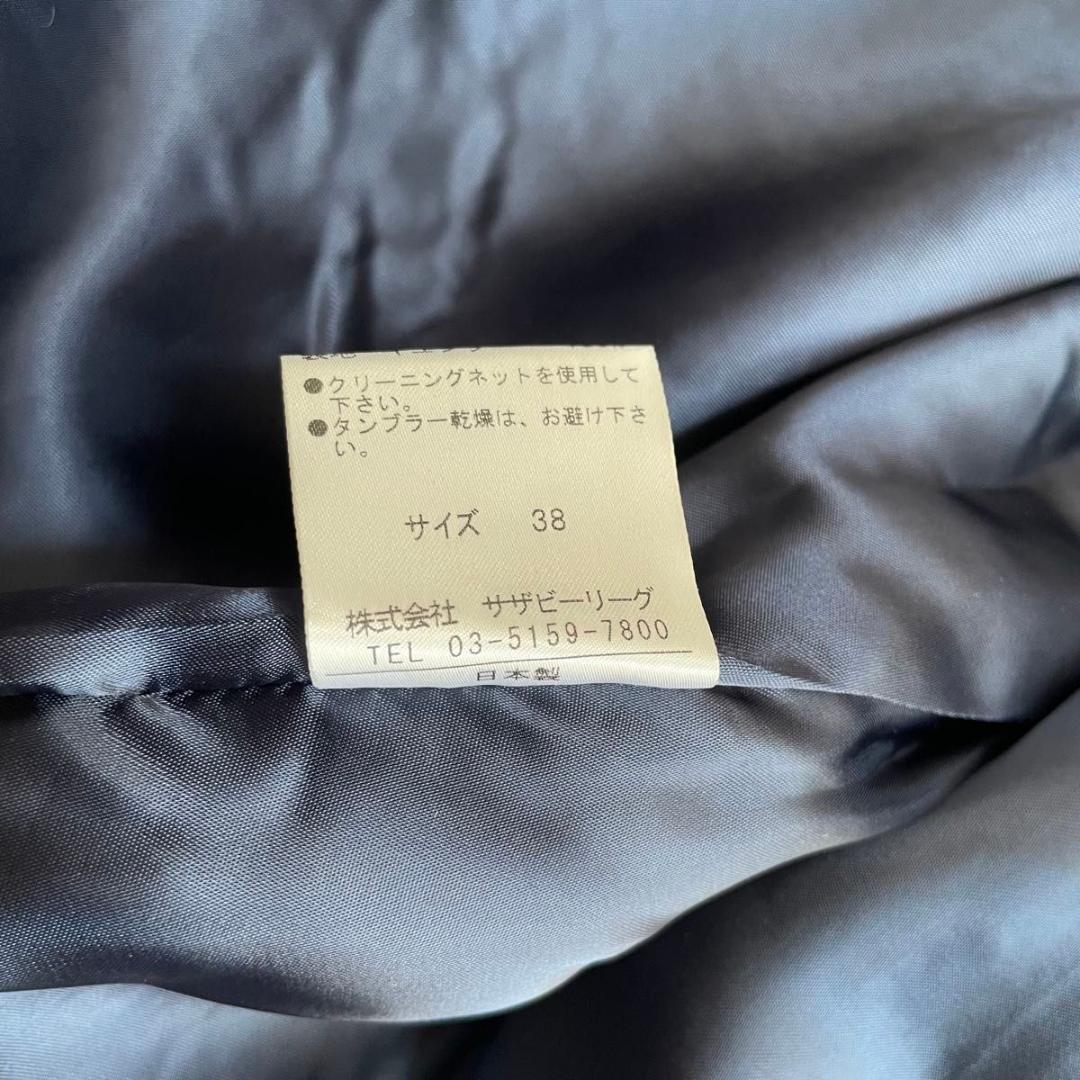 ●クリーニングネットを使用して
下さい。
●タンブラー乾燥は、お避け下さ
い。
サイズ 38
株式会社 サザビーリーグ
TEL 03-5159-7800
日本製